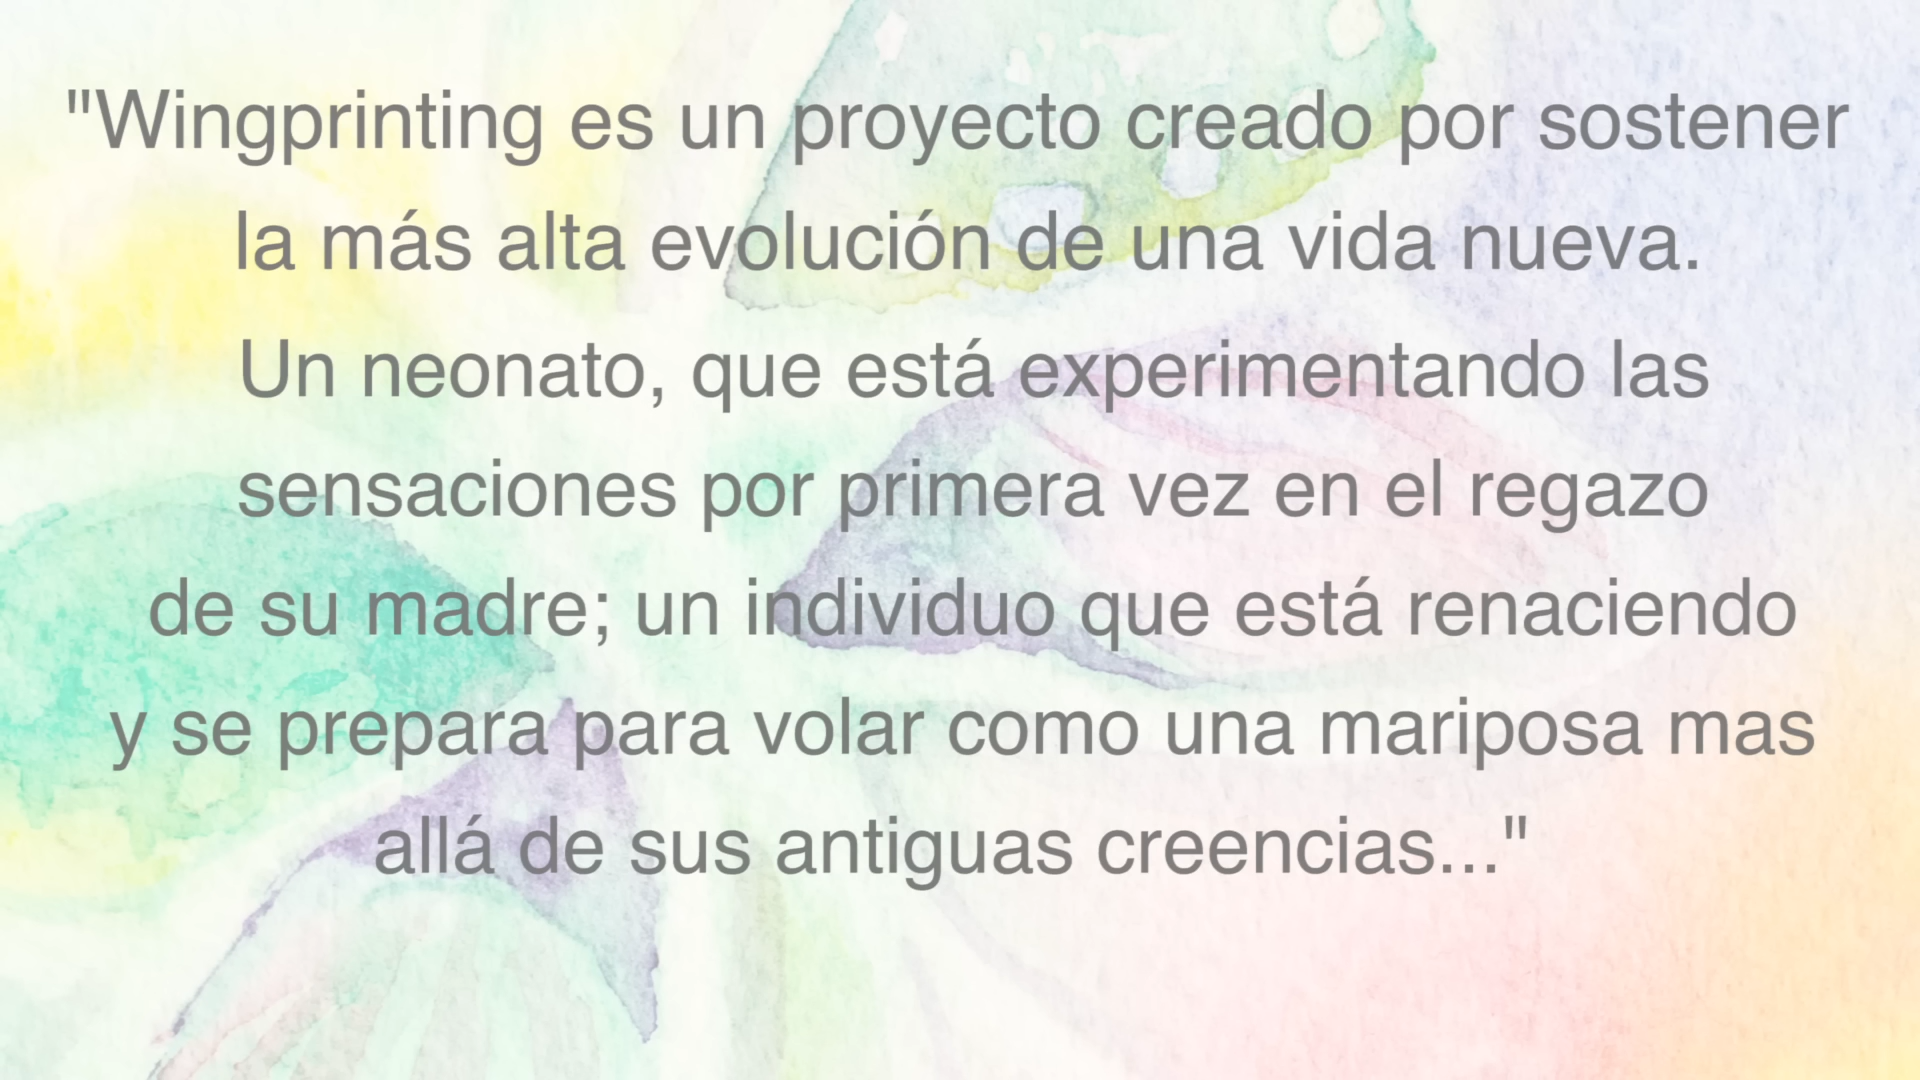 "Wingprinting es un proyecto creado por sostener
la más alta evolución de una vida nueva.
Un neonato, que está experimentando las
sensaciones por primera vez en el regazo
de su madre; un individuo que está renaciendo
y se prepara para volar como una mariposa mas
allá de sus antiguas creencias..."